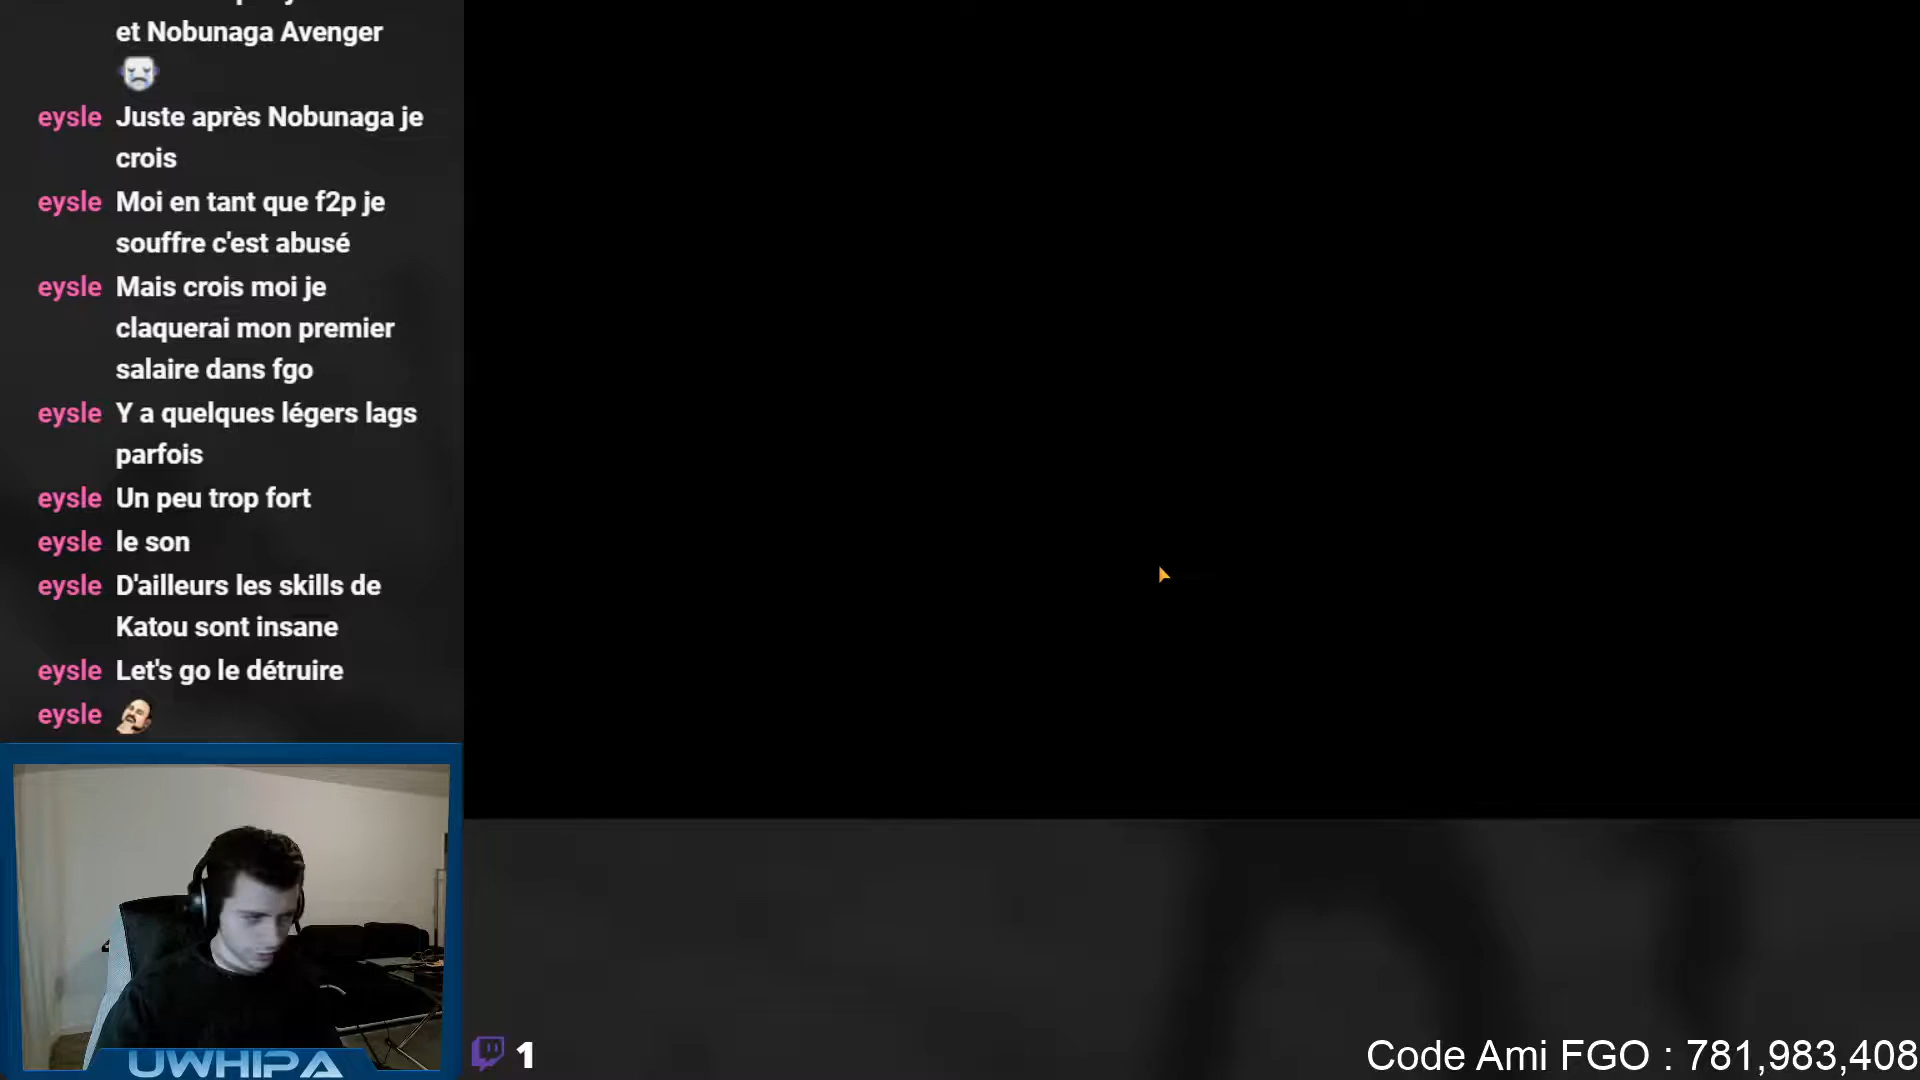 et Nobunaga Avenger
eysle Juste après Nobunaga je
crois
eysle Moi en tant que f2p je
souffre c'est abusé
eysle Mais crois moi je
claquerai mon premier
salaire dans fgo
eysle Y a quelques légers lags
parfois
eysle Un peu trop fort
eysle le son
eysle D'ailleurs les skills de
Katou sont insane
eysle Let's go le détruire
eysle
UWHIPA
1
Code Ami FGO : 781,983,408